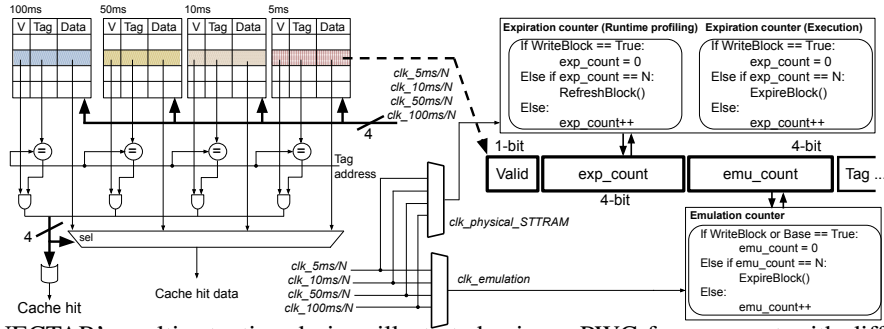 100ms
50ms
10ms
5ms
V Tag Data
V Tag Data
V Tag Data
V Tag Data
clk_5ms/N
clk_10ms/N
clk_50ms/N
clk_100ms/N
4
=
=
=
=
Tag
address
4
sel
Cache hit
Cache hit data
clk_5ms/N
clk_10ms/N
clk_50ms/N
clk_100ms/N
clk_physical_STTRAM
clk_emulation
Expiration counter (Runtime profiling)
If WriteBlock == True:
exp_count = 0
Else if exp_count == N:
RefreshBlock()
Else:
exp_count++
Expiration counter (Execution)
If WriteBlock == True:
exp_count = 0
Else if exp_count == N:
ExpireBlock()
Else:
exp_count++
1-bit
4-bit
Valid
exp_count
emu_count
Tag ...
4-bit
Emulation counter
If WriteBlock or Base == True:
emu_count = 0
Else if emu_count == N:
ExpireBlock()
Else:
emu_count++